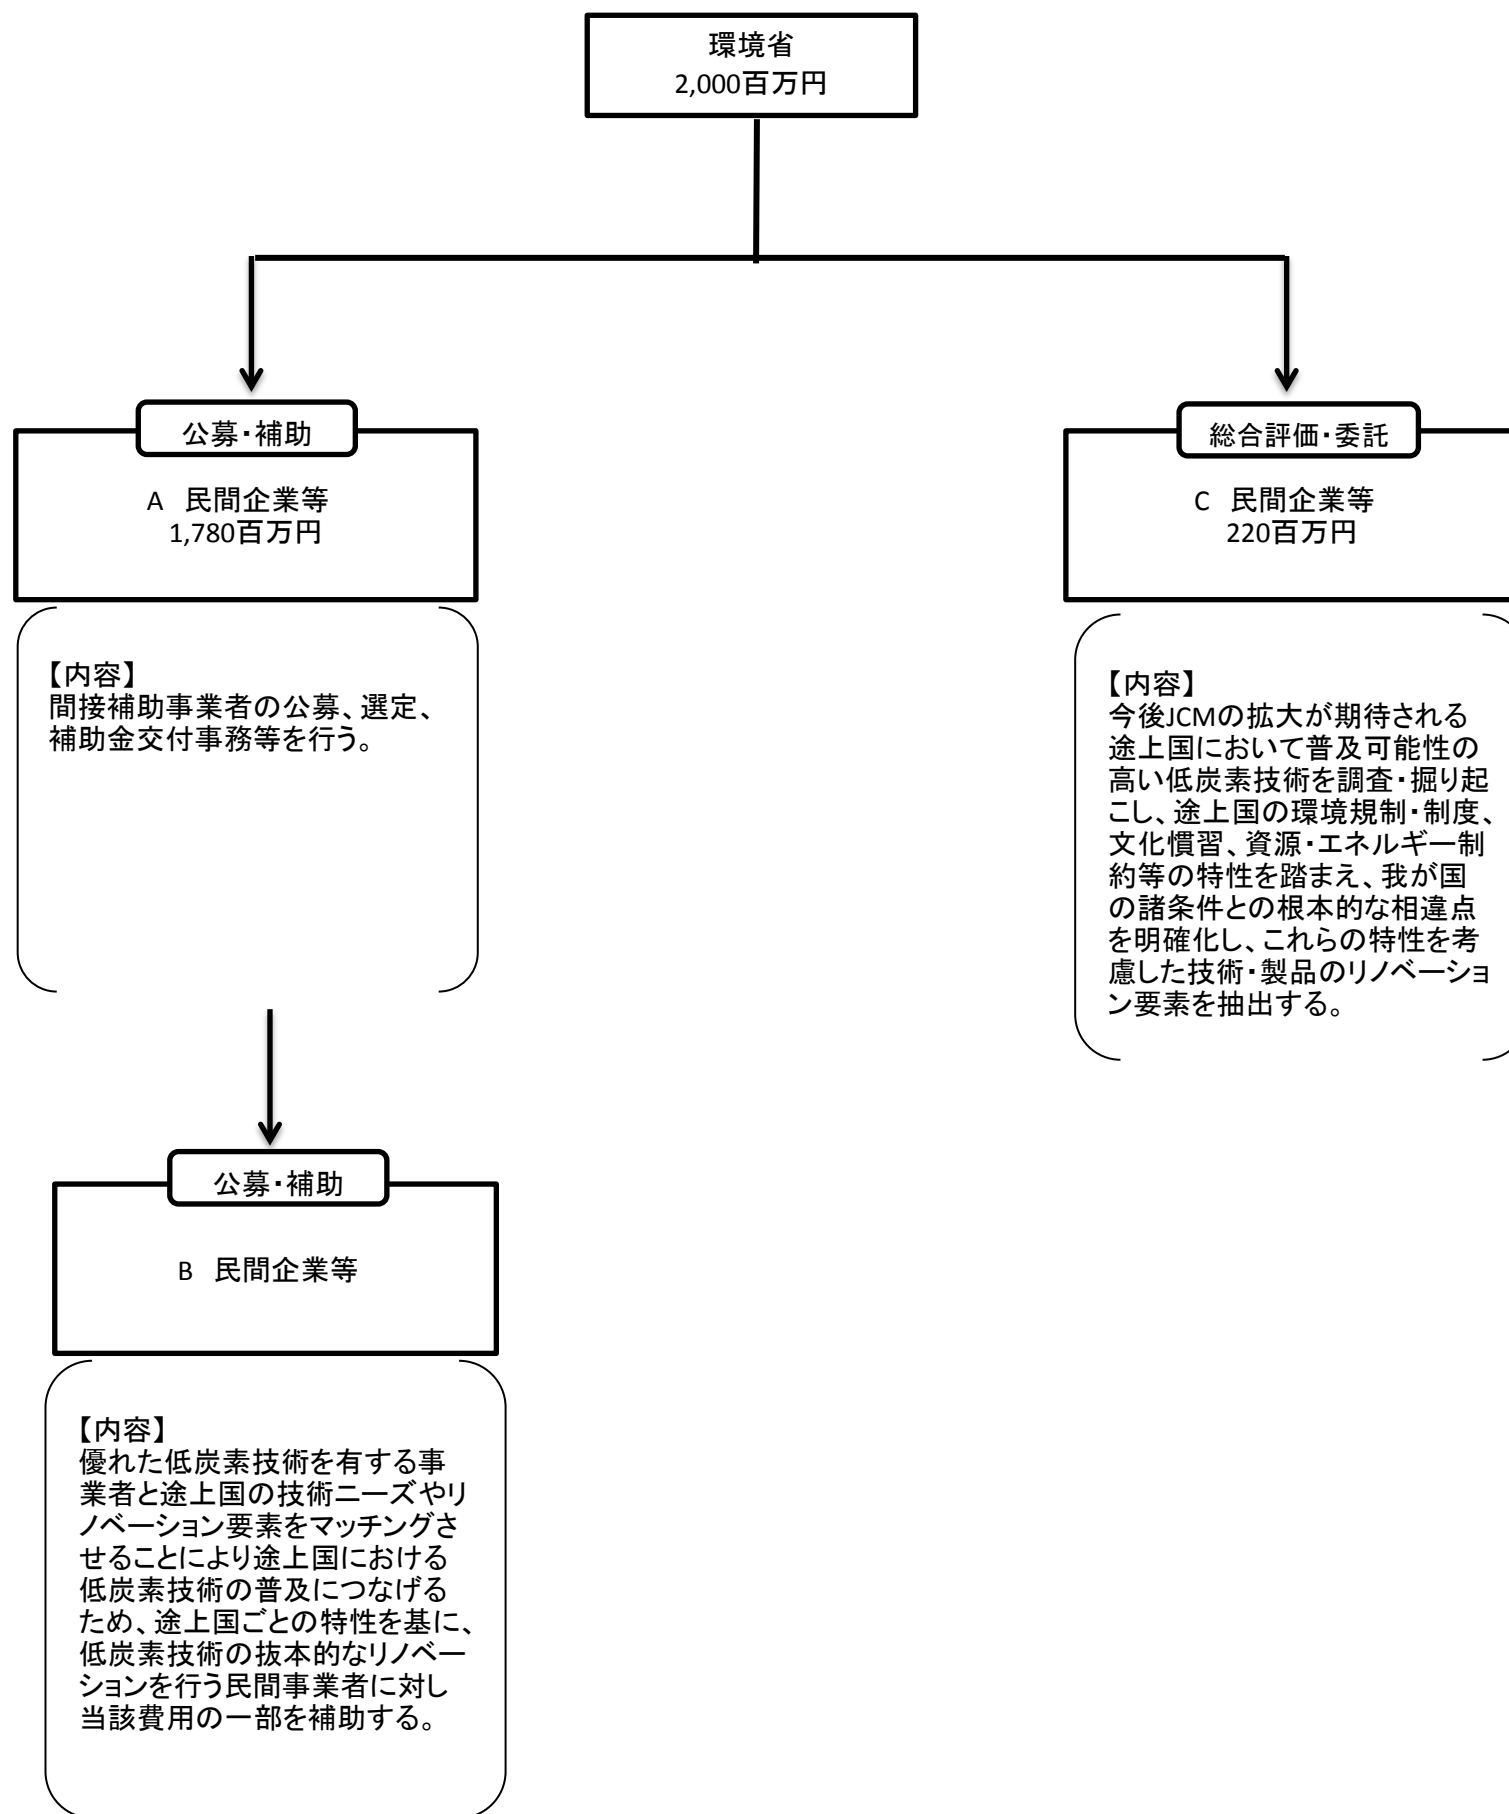 環境省
2,000百万円
公募・補助
A 民間企業等
1,780百万円
【内容】
間接補助事業者の公募、選定、
補助金交付事務等を行う。
総合評価・委託
C 民間企業等
220百万円
【内容】
今後JCMの拡大が期待される
途上国において普及可能性の
高い低炭素技術を調査・掘り起
こし、途上国の環境規制・制度、
文化慣習、資源・エネルギー制
約等の特性を踏まえ、我が国
の諸条件との根本的な相違点
を明確化し、これらの特性を考
慮した技術・製品のリノベーショ
ン要素を抽出する。
公募・補助
B 民間企業等
【内容】
優れた低炭素技術を有する事
業者と途上国の技術ニーズやリ
ノベーション要素をマッチングさ
せることにより途上国における
低炭素技術の普及につなげる
ため、途上国ごとの特性を基に、
低炭素技術の抜本的なリノベー
ションを行う民間事業者に対し
当該費用の一部を補助する。